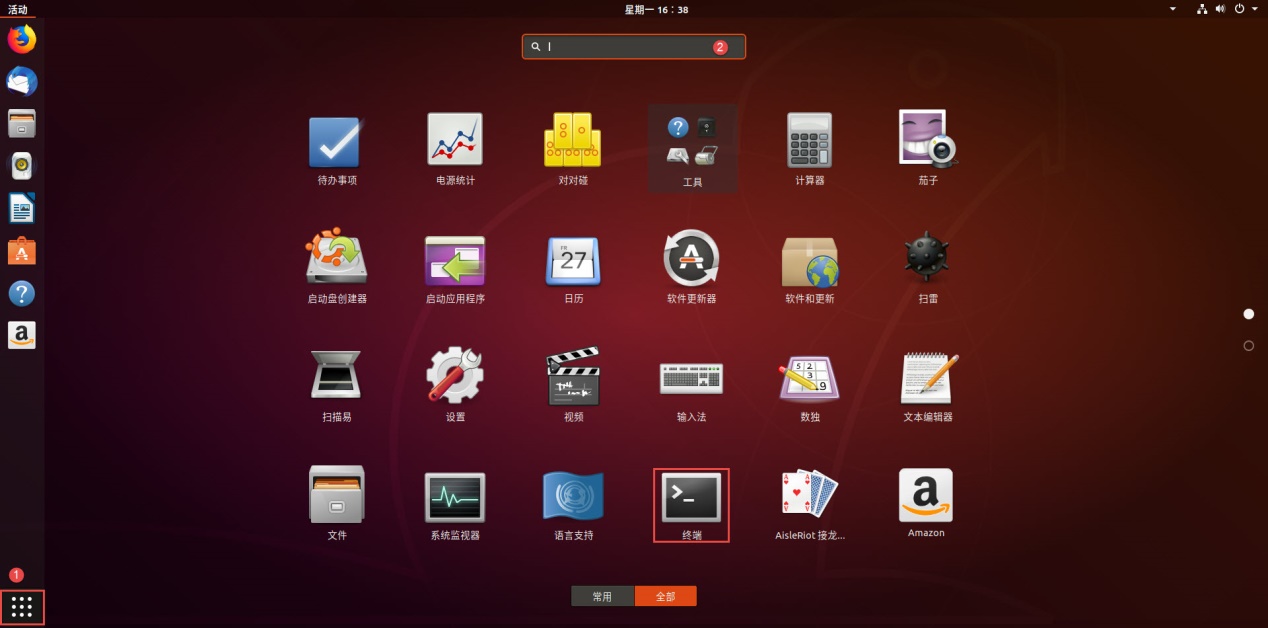 活动
星期一 16：38
2
待办事项
电源统计
对对碰
工具
计算器
茄子
启动盘创建器
启动应用程序
FR
27
日历
软件更新器
软件和更新
扫雷
扫描易
设置
视频
输入法
5 2
3
9
数独
文本编辑器
文件
系统监视器
语言支持
终端
AisleRiot 接龙...
a
Amazon
1
常用
全部